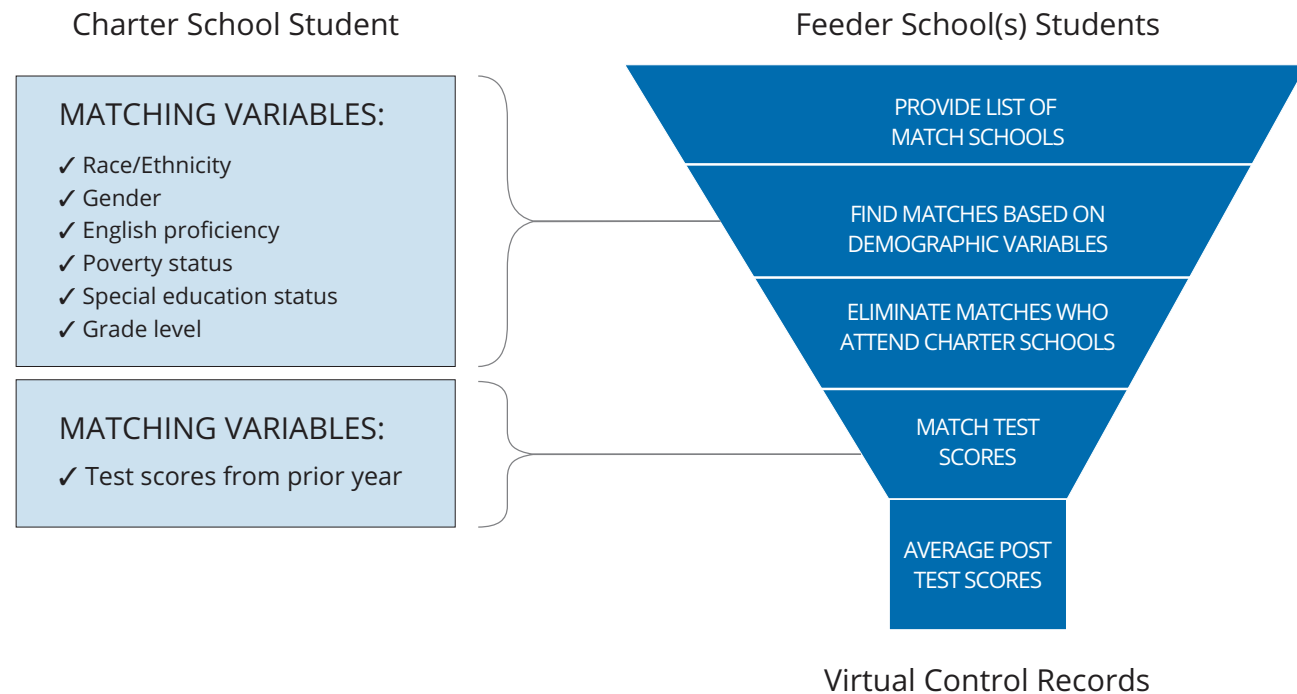 Charter School Student
MATCHING VARIABLES:
✓ Race/Ethnicity
✓ Gender
✓ English proficiency
✓ Poverty status
✓ Special education status
✓ Grade level
MATCHING VARIABLES:
✓ Test scores from prior year
Feeder School(s) Students
PROVIDE LIST OF
MATCH SCHOOLS
FIND MATCHES BASED ON
DEMOGRAPHIC VARIABLES
ELIMINATE MATCHES WHO
ATTEND CHARTER SCHOOLS
MATCH TEST
SCORES
AVERAGE POST
TEST SCORES
Virtual Control Records